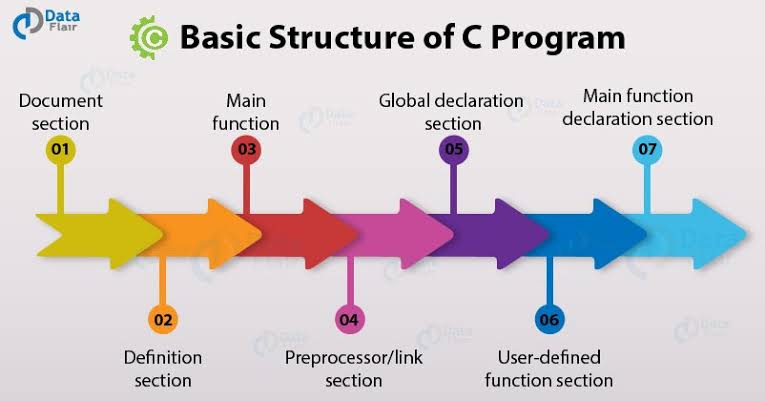 Data
Flair
Basic Structure of C Program
Document
section
01
Definition
section
02
Main
function
03
Preprocessor/link
section
04
Global declaration
section
05
User-defined
function section
06
Main function
declaration section
07